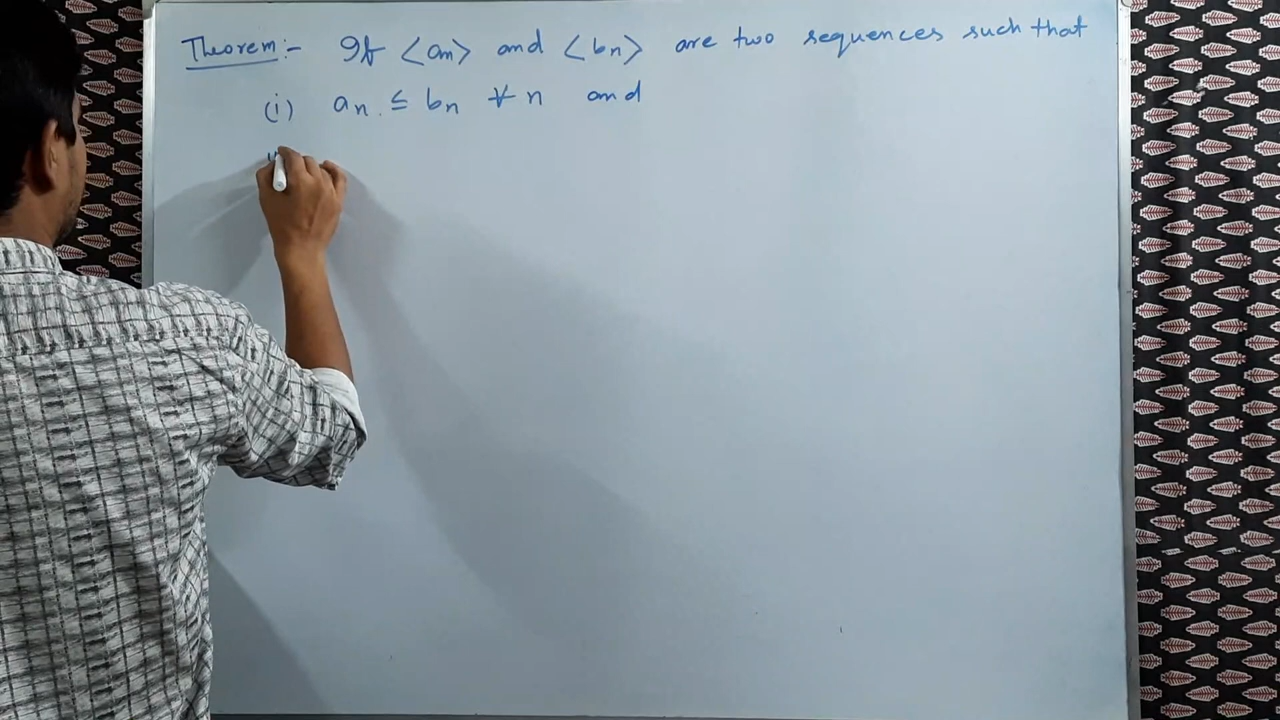 Theorem:- If <an> and <bn> are two sequences such that
(i) an ≤ bn ∀ n and